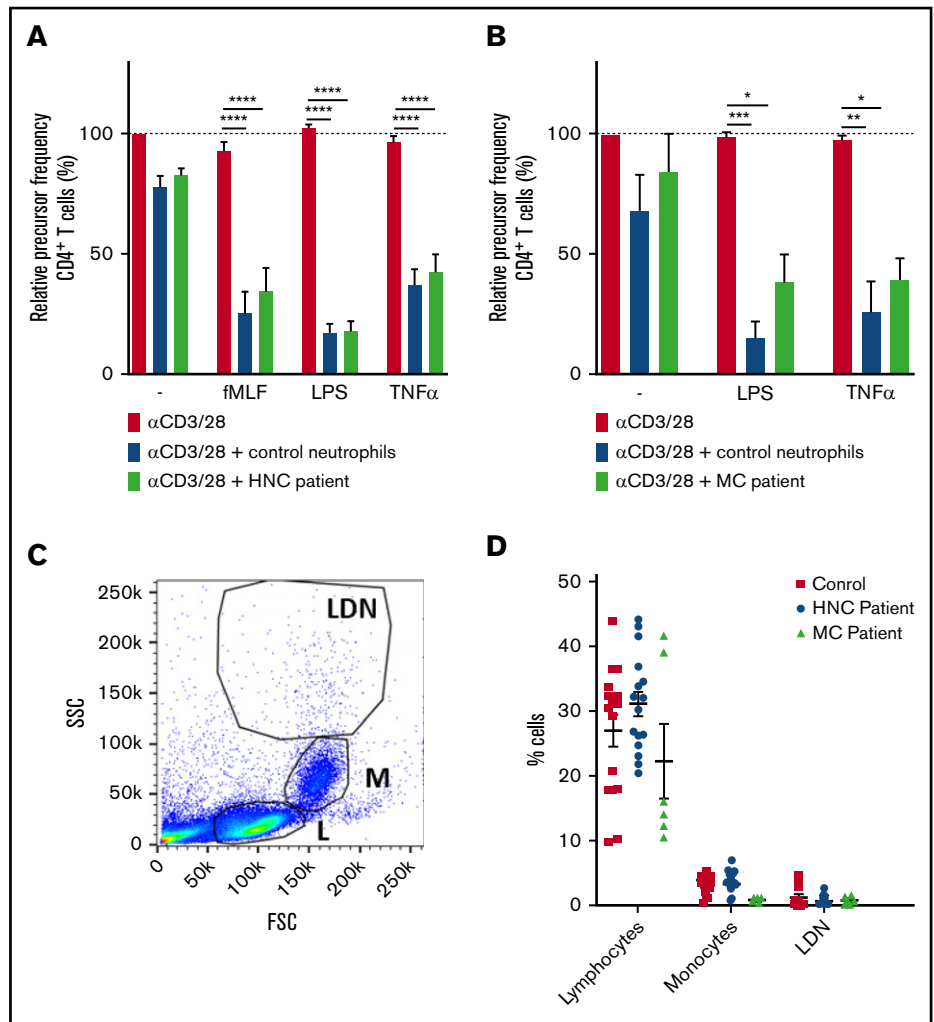 A
Relative precursor frequency
CD4+ T cells (%)
100
50
0
****
****
****
****
****
****
-
fMLF
LPS
TNFα
αCD3/28
αCD3/28 + control neutrophils
αCD3/28 + HNC patient
B
Relative precursor frequency
CD4+ T cells (%)
100
50
0
*
***
*
**
-
LPS
TNFα
αCD3/28
αCD3/28 + control neutrophils
αCD3/28 + MC patient
C
SSC
250k
200k
150k
100k
50k
0
LDN
M
L
0
50k
100k
150k
200k
250k
FSC
D
% cells
50
40
30
20
10
0
Conrol
HNC Patient
MC Patient
Lymphocytes
Monocytes
LDN